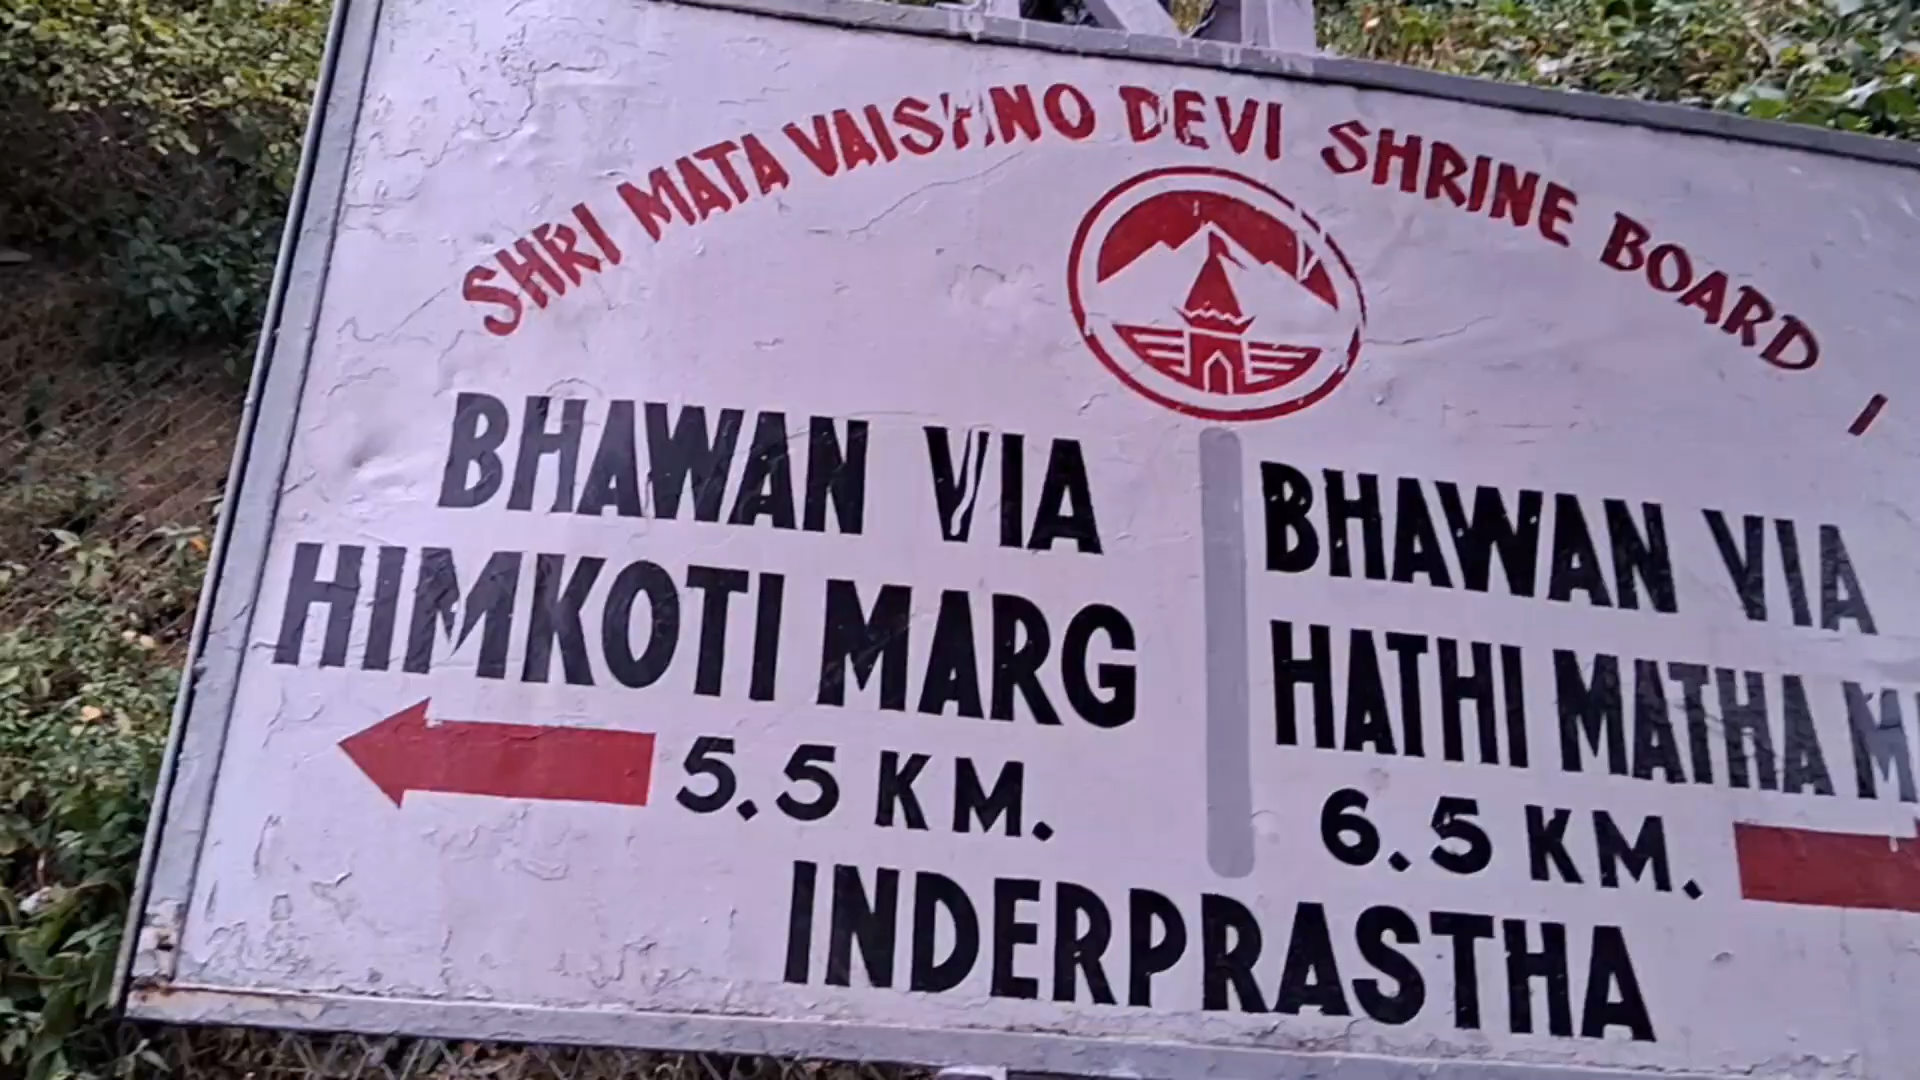 SHRI MATA VAISHNO DEVI SHRINE BOARD
BHAWAN VIA
HIMKOTI MARG
5.5 KM.
BHAWAN VIA
HATHI MATHA
6.5 KM.
INDERPRASTHA